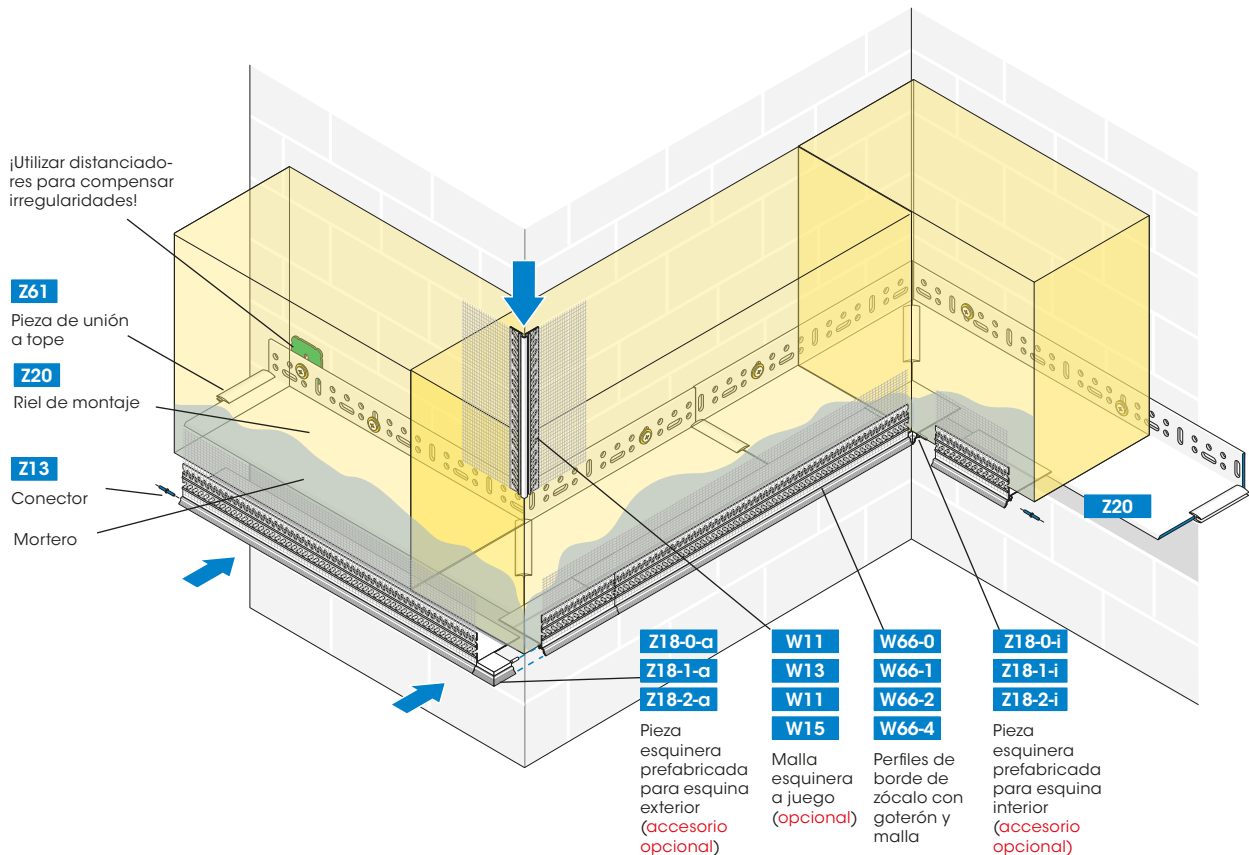 ¡Utilizar distanciado-
res para compensar
irregularidades!
Z61
Pieza de unión
a tope
Z20
Riel de montaje
Z13
Conector
Mortero
Z20
Z18-0-a
Z18-1-a
Z18-2-a
Pieza
esquinera
prefabricada
para esquina
exterior
(accesorio
opcional)
W11
W13
W11
W15
Malla
esquinera
a juego
(opcional)
W66-0
W66-1
W66-2
W66-4
Perfiles de
borde de
zócalo con
goterón y
malla
Z18-0-i
Z18-1-i
Z18-2-i
Pieza
esquinera
prefabricada
para esquina
interior
(accesorio
opcional)